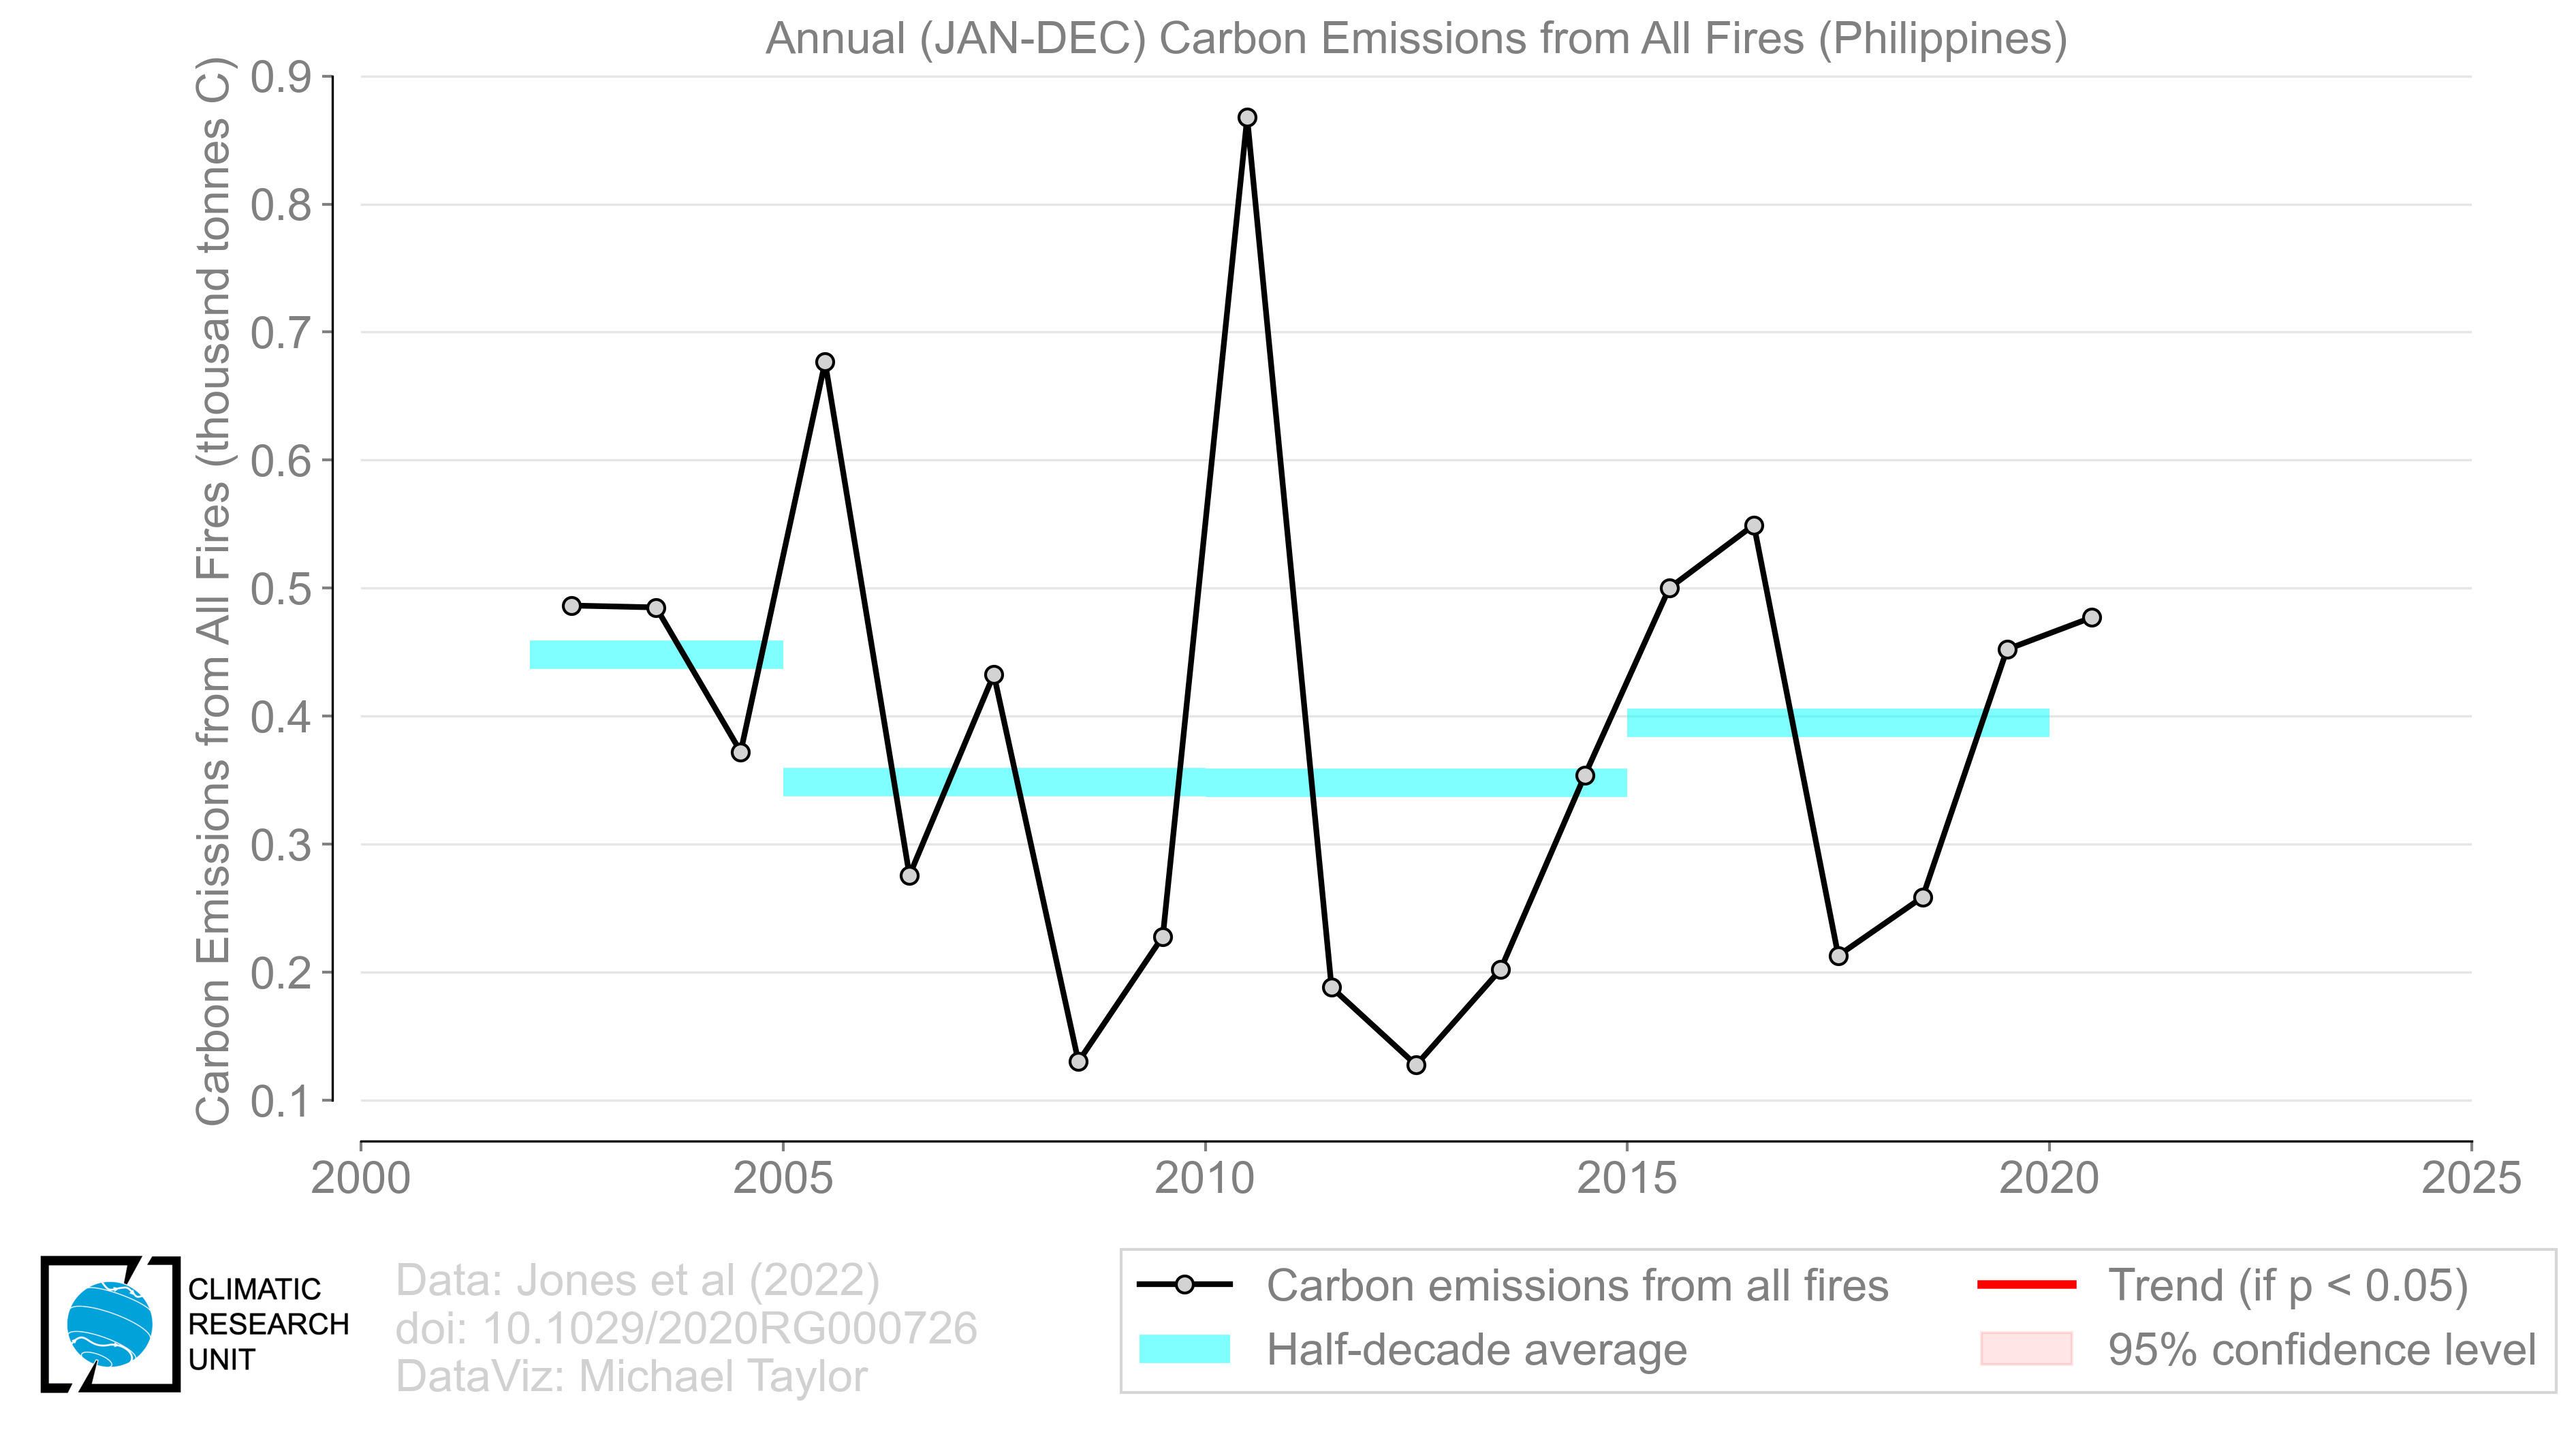 Annual (JAN-DEC) Carbon Emissions from All Fires (Philippines)
Carbon Emissions from All Fires (thousand tonnes C)
0.9
0.8
0.7
0.6
0.5
0.4
0.3
0.2
0.1
2000
2005
2010
2015
2020
2025
CLIMATIC
RESEARCH
UNIT
Data: Jones et al (2022)
doi: 10.1029/2020RG000726
DataViz: Michael Taylor
Carbon emissions from all fires
Half-decade average
Trend (if p < 0.05)
95% confidence level